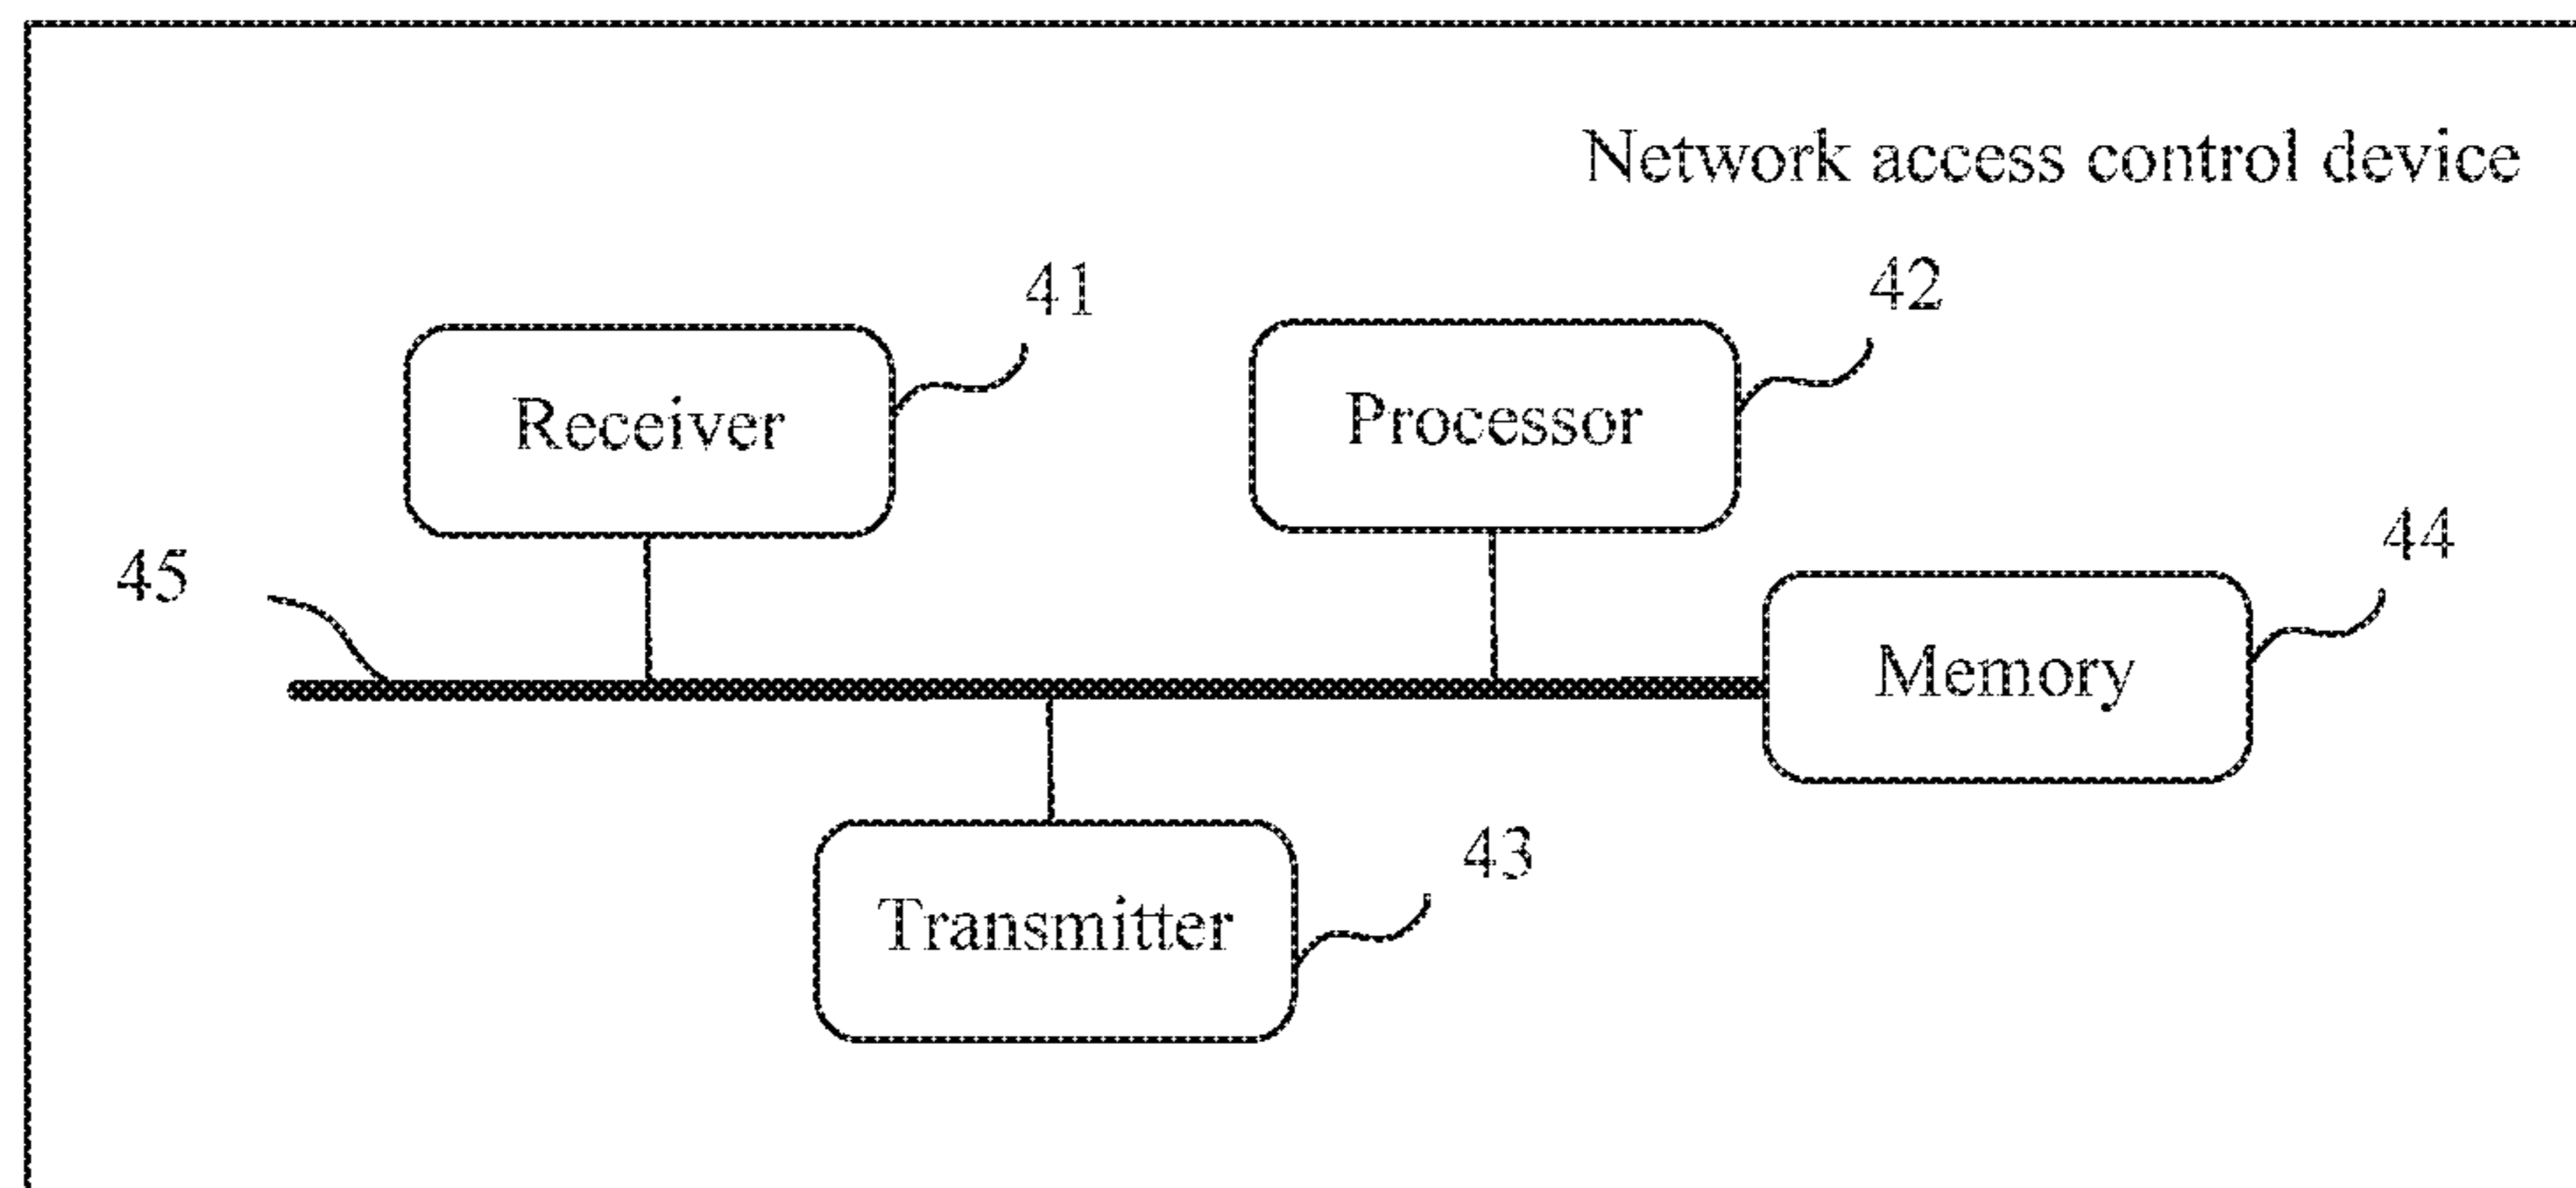 Network access control device
41
42
Receiver
Processor
45
44
Memory
43
Transmitter